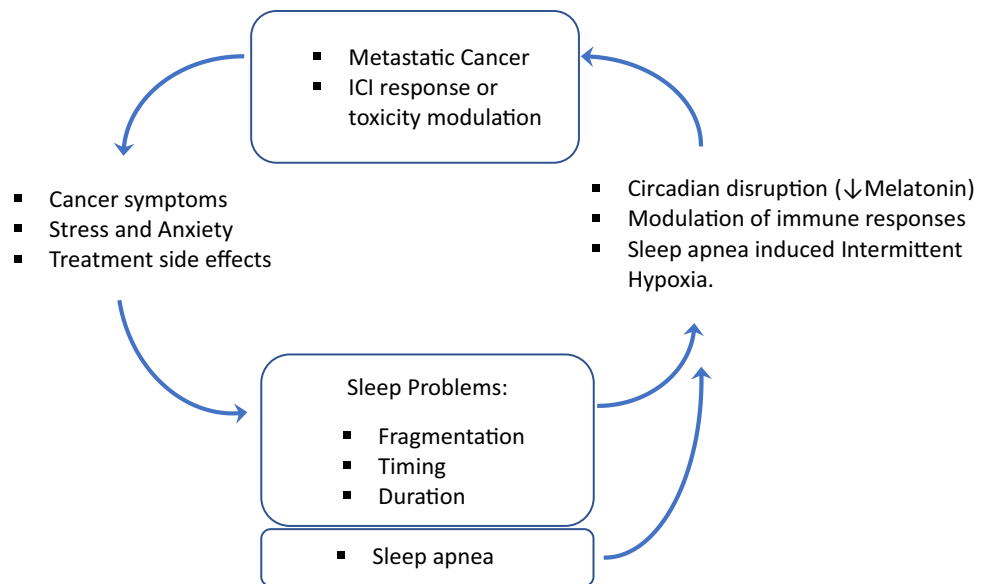 ▪ Metastatic Cancer
▪ ICI response or
toxicity modulation
▪ Cancer symptoms
▪ Stress and Anxiety
▪ Treatment side effects
▪ Circadian disruption (↓Melatonin)
▪ Modulation of immune responses
▪ Sleep apnea induced Intermittent
Hypoxia.
Sleep Problems:
▪ Fragmentation
▪ Timing
▪ Duration
▪ Sleep apnea